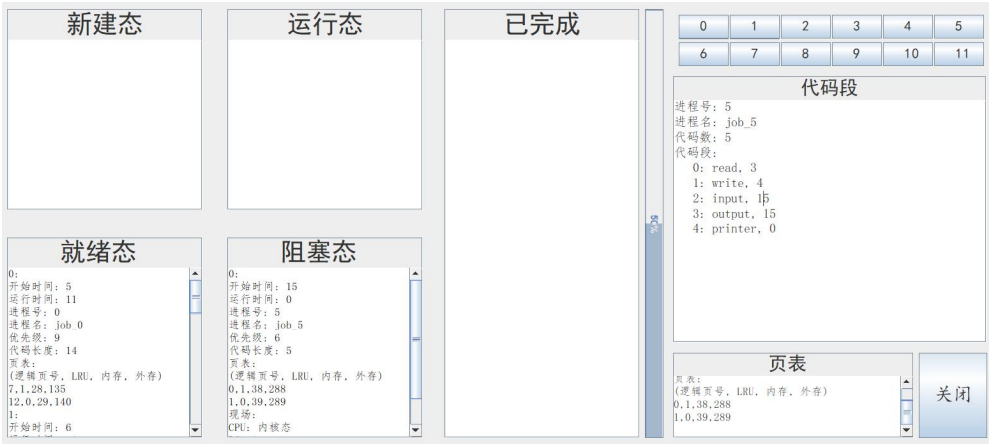 新建态
运行态
已完成
0 1 2 3 4 5
6 7 8 9 10 11
代码段
进程号: 5
进程名: job_5
代码数: 5
代码段:
0: read, 3
1: write, 4
2: input, 15
3: output, 15
4: printer, 0
50%
就绪态
0:
开始时间: 5
运行时间: 11
进程号: 0
进程名: job_0
优先级: 9
代码长度: 14
页表:
(逻辑页号, LRU, 内存, 外存)
7,1,28,135
12,0,29,140
1:
开始时间: 6
阻塞态
0:
开始时间: 15
运行时间: 0
进程号: 5
进程名: job_5
优先级: 6
代码长度: 5
页表:
(逻辑页号, LRU, 内存, 外存)
0,1,38,288
1,0,39,289
现场:
CPU: 内核态
页表
页表:
(逻辑页号, LRU, 内存, 外存)
0,1,38,288
1,0,39,289
关闭